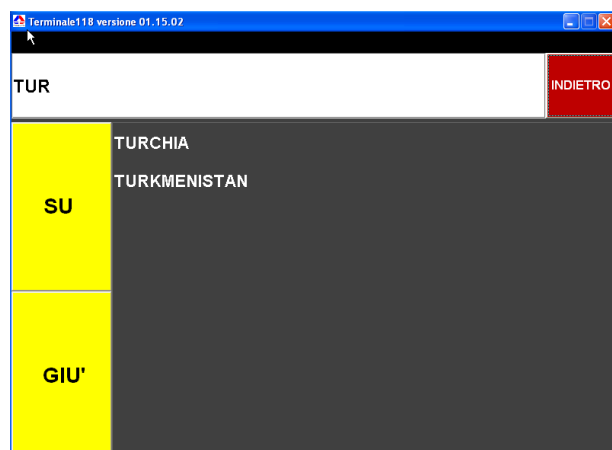 Terminale118 versione 01.15.02
TUR
INDIETRO
TURCHIA
TURKMENISTAN
SU
GIU'